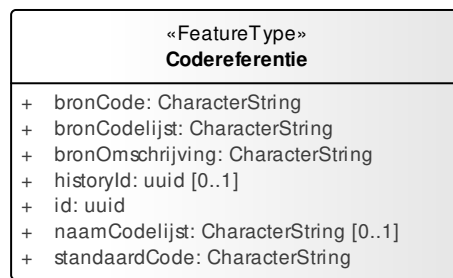 «FeatureType»
Codereferentie
+ bronCode: CharacterString
+ bronCodelijst: CharacterString
+ bronOmschrijving: CharacterString
+ historyId: uuid [0..1]
+ id: uuid
+ naamCodelijst: CharacterString [0..1]
+ standaardCode: CharacterString